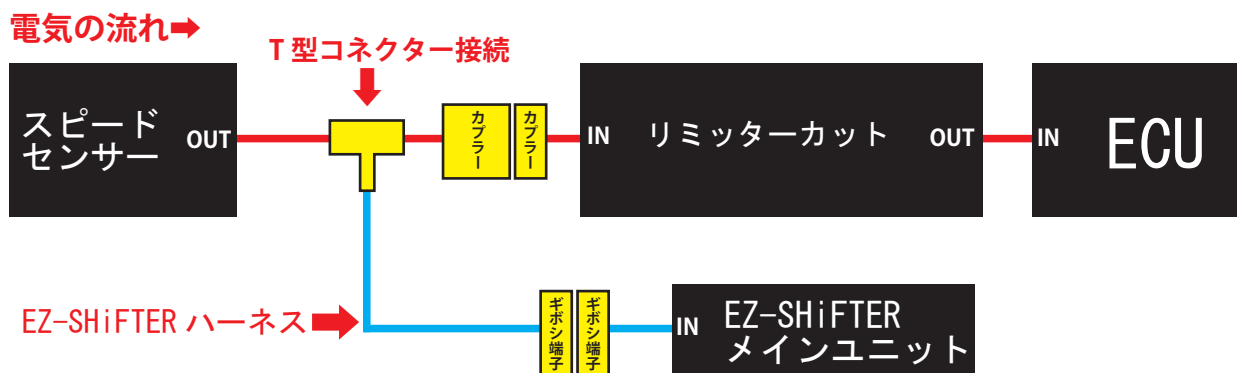 電気の流れ➡
T型コネクター接続
スピード
センサー
OUT
カプラー
カプラー
IN
リミッターカット
OUT
IN
ECU
EZ-SHiFTER ハーネス
ギボシ端子
ギボシ端子
IN
EZ-SHiFTER
メインユニット